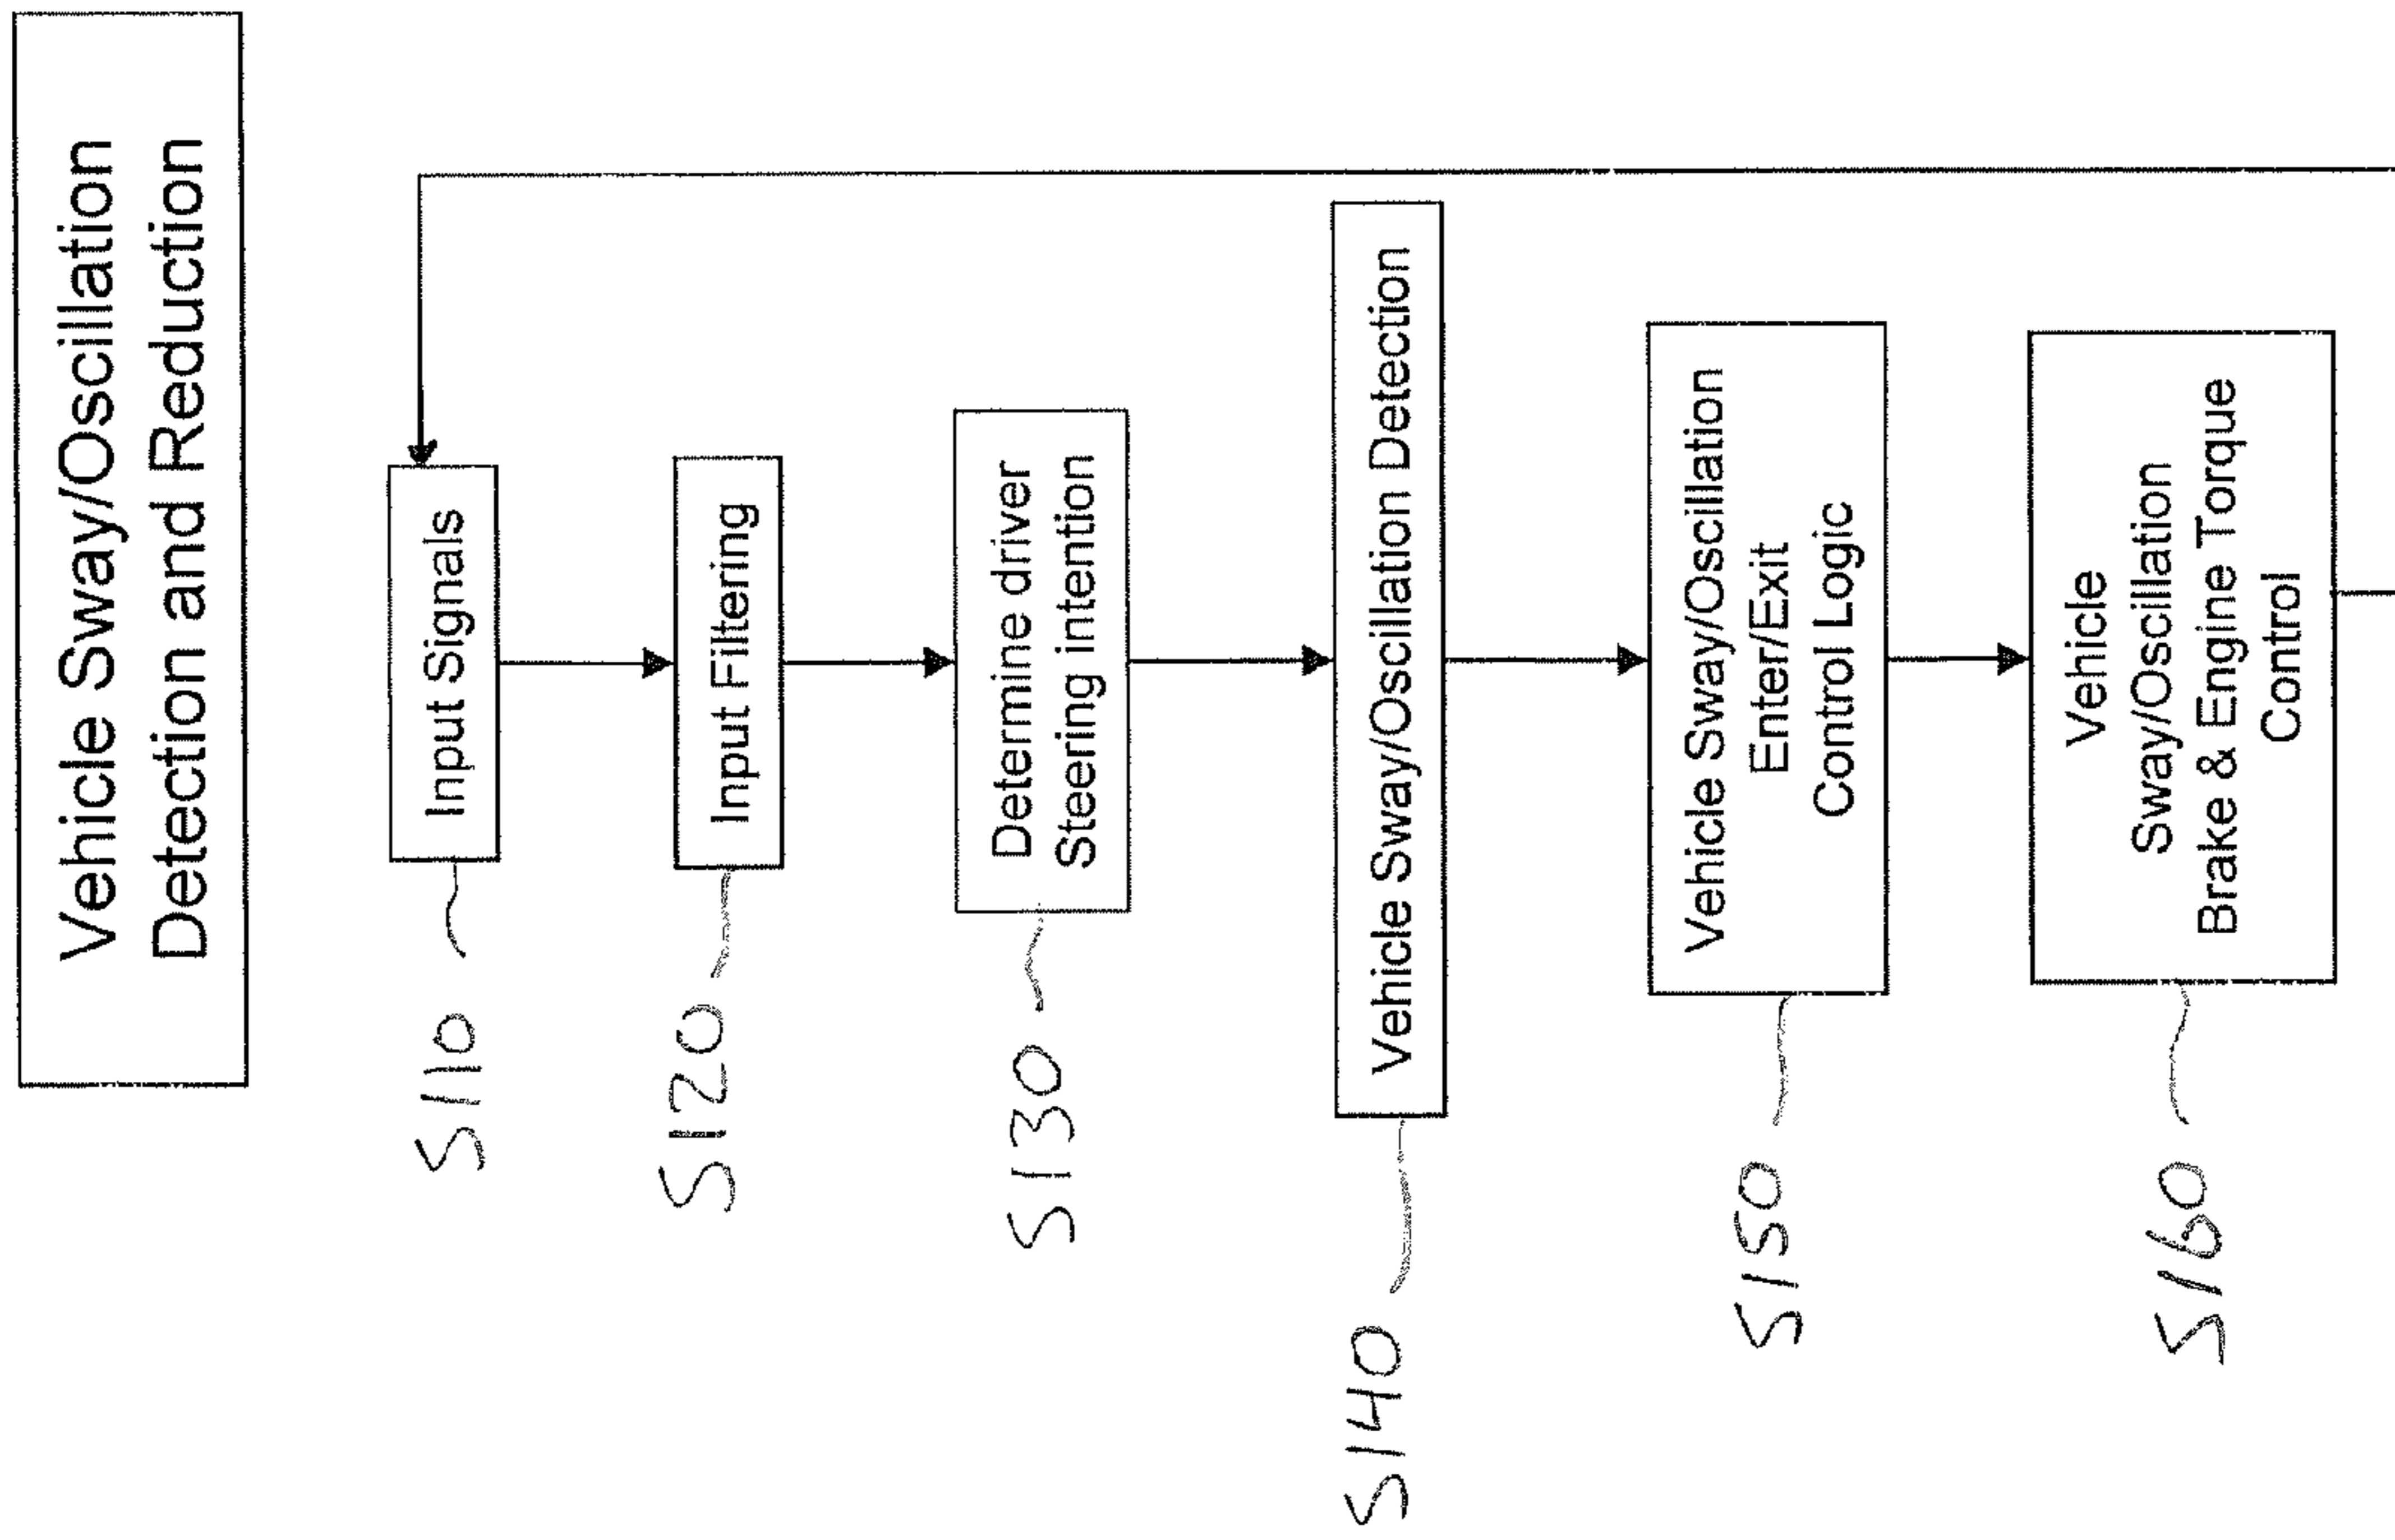 Vehicle Sway/Oscillation
Detection and Reduction
S110
Input Signals
S120
Input Filtering
S130
Determine driver
Steering intention
S140
Vehicle Sway/Oscillation Detection
S150
Vehicle Sway/Oscillation
Enter/Exit
Control Logic
S160
Vehicle
Sway/Oscillation
Brake & Engine Torque
Control